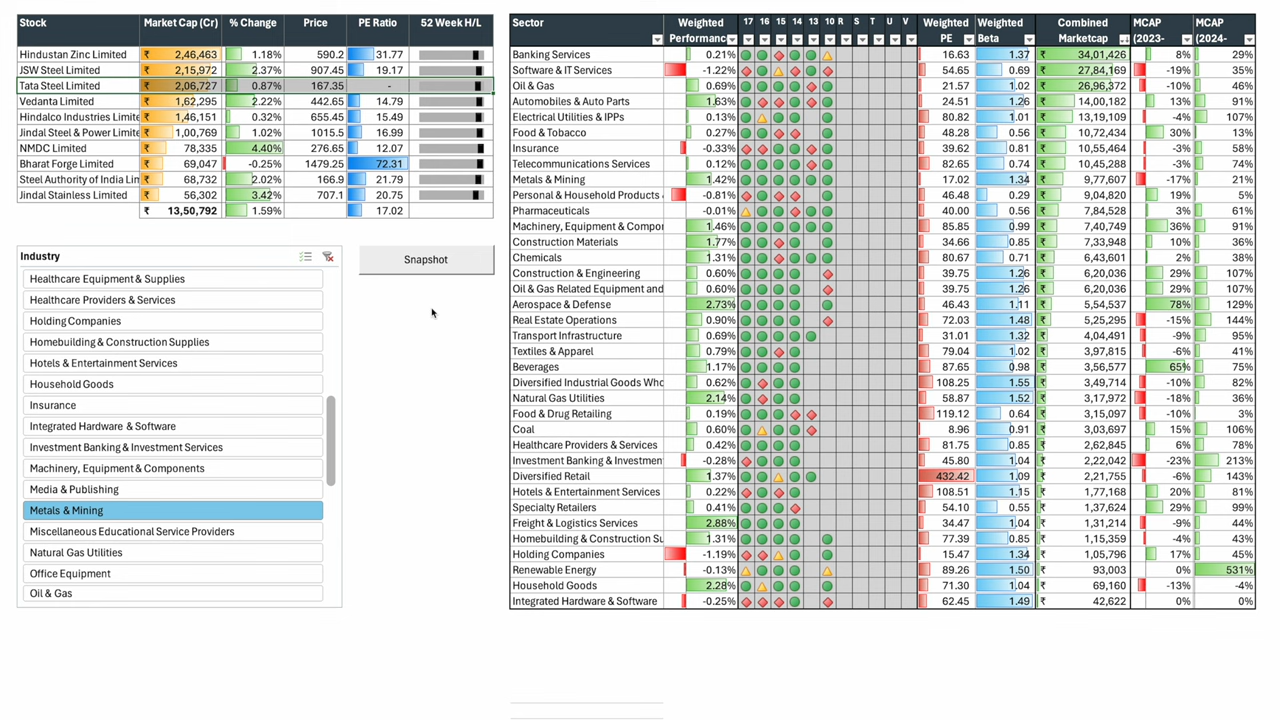 Stock Market Cap (Cr) % Change Price PE Ratio 52 Week H/L
Hindustan Zinc Limited ₹ 2,46,463 1.18% 590.2 31.77
JSW Steel Limited ₹ 2,15,972 2.37% 907.45 19.17
Tata Steel Limited ₹ 2,06,727 0.87% 167.35 -
Vedanta Limited ₹ 1,62,295 2.22% 442.65 14.79
Hindalco Industries Limite ₹ 1,46,151 0.32% 655.45 15.49
Jindal Steel & Power Limite ₹ 1,00,769 1.02% 1015.5 16.99
NMDC Limited ₹ 78,335 4.40% 276.65 12.07
Bharat Forge Limited ₹ 69,047 -0.25% 1479.25 72.31
Steel Authority of India Lim ₹ 68,732 2.02% 166.9 21.79
Jindal Stainless Limited ₹ 56,302 3.42% 707.1 20.75
₹ 13,50,792 1.59% 17.02
Industry
Healthcare Equipment & Supplies
Healthcare Providers & Services
Holding Companies
Homebuilding & Construction Supplies
Hotels & Entertainment Services
Household Goods
Insurance
Integrated Hardware & Software
Investment Banking & Investment Services
Machinery, Equipment & Components
Media & Publishing
Metals & Mining
Miscellaneous Educational Service Providers
Natural Gas Utilities
Office Equipment
Oil & Gas
Snapshot
Sector Weighted 17 16 15 14 13 10 R S T U V Weighted Weighted Combined MCAP MCAP
Performanc PE Beta Marketcap (2023- (2024-
Banking Services 0.21% 16.63 1.37 ₹ 34,01,426 8% 29%
Software & IT Services -1.22% 54.65 0.69 ₹ 27,84,169 -19% 35%
Oil & Gas 0.69% 21.57 1.02 ₹ 26,96,372 -10% 46%
Automobiles & Auto Parts 1.63% 24.51 1.26 ₹ 14,00,182 13% 91%
Electrical Utilities & IPPs 0.13% 80.82 1.01 ₹ 13,19,109 -4% 107%
Food & Tobacco 0.27% 48.28 0.56 ₹ 10,72,434 30% 13%
Insurance -0.33% 39.62 0.81 ₹ 10,55,464 -3% 58%
Telecommunications Services 0.12% 82.65 0.74 ₹ 10,45,288 -3% 74%
Metals & Mining 1.42% 17.02 1.34 ₹ 9,77,607 -17% 21%
Personal & Household Products & -0.81% 46.48 0.29 ₹ 9,04,820 19% 5%
Pharmaceuticals -0.01% 40.00 0.56 ₹ 7,84,528 3% 61%
Machinery, Equipment & Compor 1.46% 85.85 0.99 ₹ 7,40,749 36% 91%
Construction Materials 1.77% 34.66 0.85 ₹ 7,33,948 10% 36%
Chemicals 1.31% 80.67 0.71 ₹ 6,43,601 2% 38%
Construction & Engineering 0.60% 39.75 1.26 ₹ 6,20,036 29% 107%
Oil & Gas Related Equipment and 0.60% 39.75 1.26 ₹ 6,20,036 29% 107%
Aerospace & Defense 2.73% 46.43 1.11 ₹ 5,54,537 78% 129%
Real Estate Operations 0.90% 72.03 1.48 ₹ 5,25,295 -15% 144%
Transport Infrastructure 0.69% 31.01 1.32 ₹ 4,04,491 -9% 95%
Textiles & Apparel 0.79% 79.04 1.02 ₹ 3,97,815 -6% 41%
Beverages 1.17% 87.65 0.98 ₹ 3,56,577 65% 75%
Diversified Industrial Goods Who 0.62% 108.25 1.55 ₹ 3,49,714 -10% 82%
Natural Gas Utilities 2.14% 58.87 1.52 ₹ 3,17,972 -18% 36%
Food & Drug Retailing 0.19% 119.12 0.64 ₹ 3,15,097 -10% 3%
Coal 0.60% 8.96 0.91 ₹ 3,03,697 15% 106%
Healthcare Providers & Services 0.42% 81.75 0.85 ₹ 2,62,845 6% 78%
Investment Banking & Investmen -0.28% 45.80 1.04 ₹ 2,22,042 -23% 213%
Diversified Retail 1.37% 432.42 1.09 ₹ 2,21,755 -6% 143%
Hotels & Entertainment Services 0.22% 108.51 1.15 ₹ 1,77,168 20% 81%
Specialty Retailers 0.41% 54.10 0.55 ₹ 1,37,624 29% 99%
Freight & Logistics Services 2.88% 34.47 1.04 ₹ 1,31,214 -9% 44%
Homebuilding & Construction Su 1.31% 77.39 0.85 ₹ 1,15,359 -4% 43%
Holding Companies -1.19% 15.47 1.34 ₹ 1,05,796 17% 45%
Renewable Energy -0.13% 89.26 1.50 ₹ 93,003 0% 531%
Household Goods 2.28% 71.30 1.04 ₹ 69,160 -13% -4%
Integrated Hardware & Software -0.25% 62.45 1.49 ₹ 42,622 0% 0%